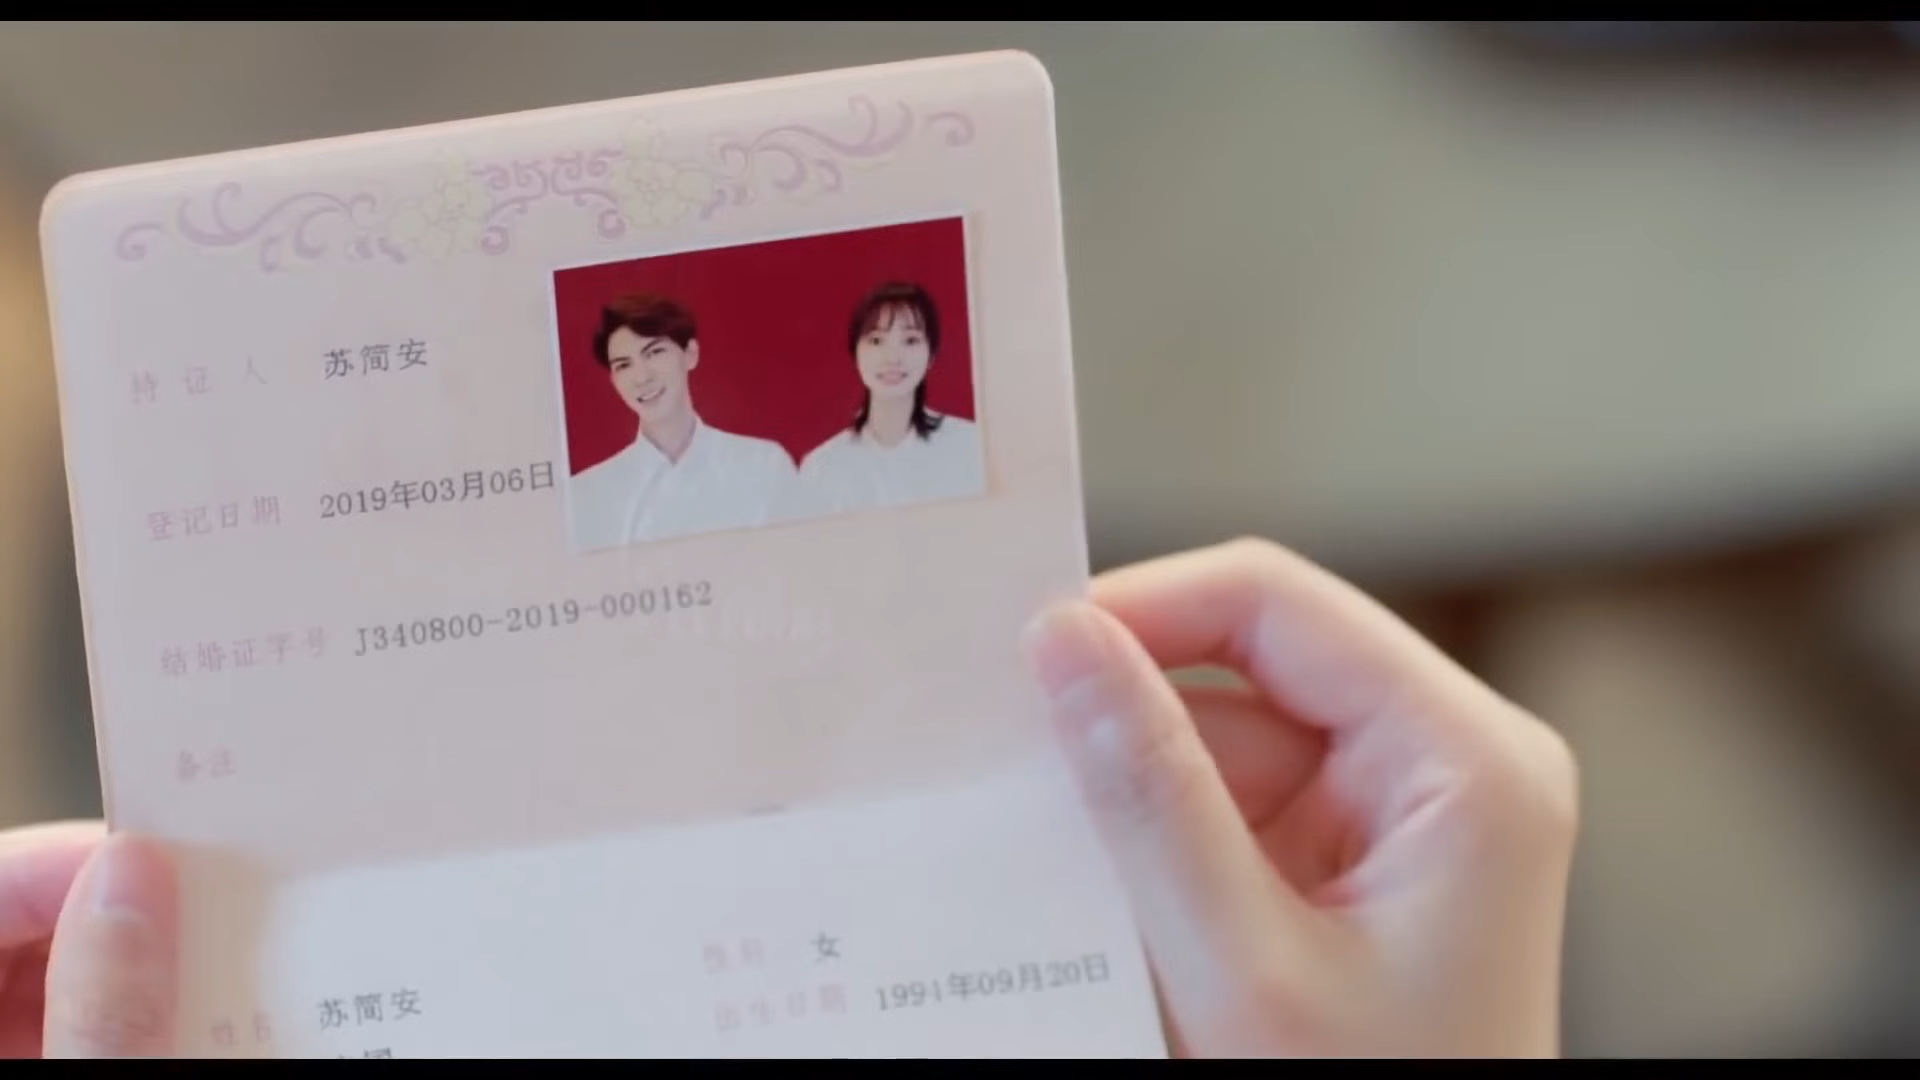 持证人 苏简安
登记日期 2019年03月06日
结婚证字号 J340800-2019-000162
备注
性别 女
姓名 苏简安
出生日期 1991年09月20日